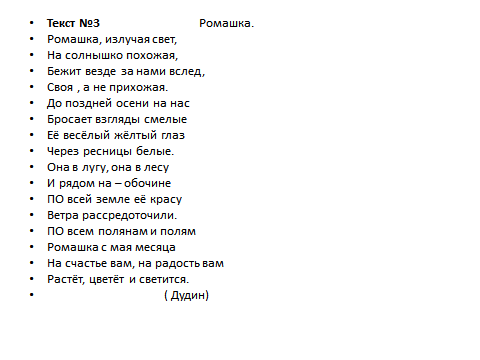 • Текст №3 Ромашка.
• Ромашка, излучая свет,
• На солнышко похожая,
• Бежит везде за нами вслед,
• Своя , а не прихожая.
• До поздней осени на нас
• Бросает взгляды смелые
• Её весёлый жёлтый глаз
• Через ресницы белые.
• Она в лугу, она в лесу
• И рядом на – обочине
• ПО всей земле её красу
• Ветра рассредоточили.
• ПО всем полянам и полям
• Ромашка с мая месяца
• На счастье вам, на радость вам
• Растёт, цветёт и светится.
• ( Дудин)